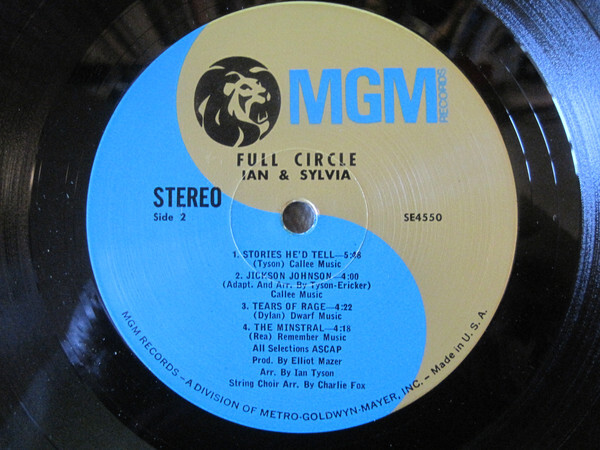 MGM
RECORDS
FULL CIRCLE
IAN & SYLVIA
STEREO
Side 2
SE4550
1. STORIES HE'D TELL—5:46
(Tyson) Callee Music
2. JICKSON JOHNSON—4:00
(Adapt. And Arr. By Tyson-Ericker)
Callee Music
3. TEARS OF RAGE—4:22
(Dylan) Dwarf Music
4. THE MINSTRAL—4:18
(Rea) Remember Music
All Selections ASCAP
Prod. By Elliot Mazer
Arr. By Ian Tyson
String Choir Arr. By Charlie Fox
MGM RECORDS – A DIVISION OF METRO-GOLDWYN-MAYER, INC. – Made in U. S. A.